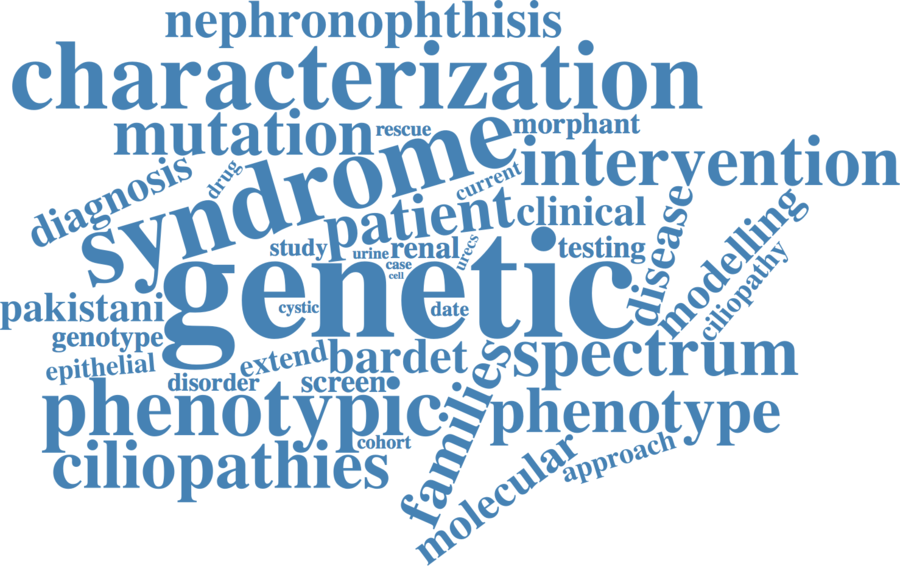 nephronophthisis
characterization
mutation
rescue
morphant
syndrome
intervention
diagnosis
drug
current
patient
clinical
disease
modelling
study
urine
renal
urecs
testing
case
cell
genetic
ciliopathy
pakistani
cystic
date
genotype
epithelial
extend
bardet
spectrum
disorder
screen
families
phenotypic
phenotype
cohort
ciliopathies
molecular
approach